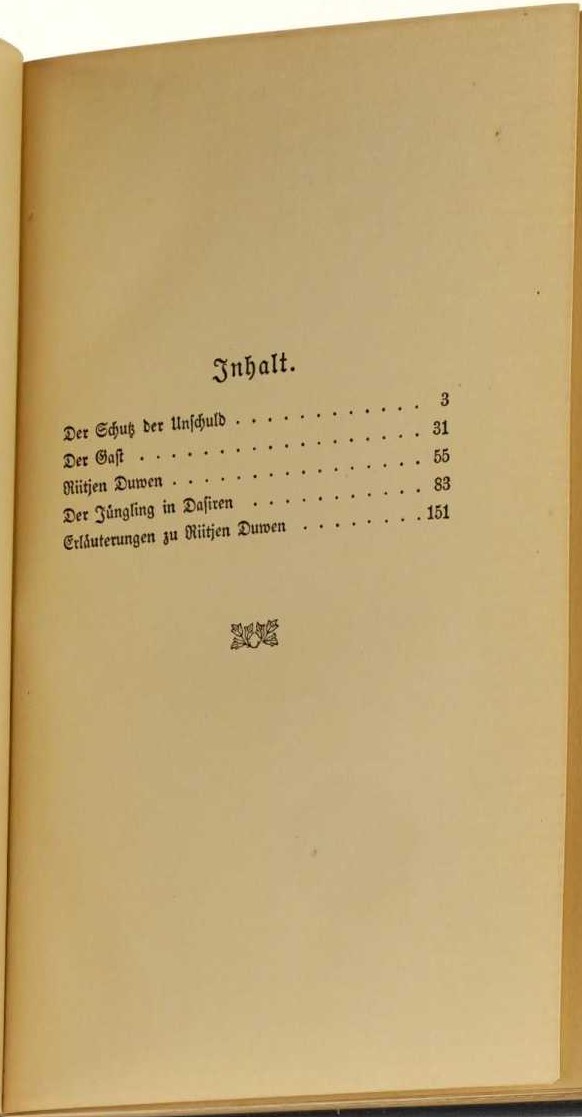 Inhalt.
Der Schutz der Unschuld . . . . . . . . . . . . 3
Der Gast . . . . . . . . . . . . . . . . . . 31
Riitjen Duwen . . . . . . . . . . . . . . . . 55
Der Jüngling in Dasiren . . . . . . . . . . . 83
Erläuterungen zu Riitjen Duwen . . . . . . . . 151